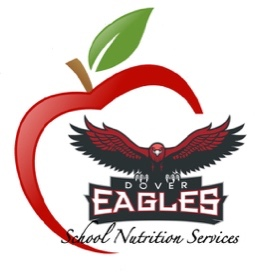 DOVER
EAGLES
School Nutrition Services